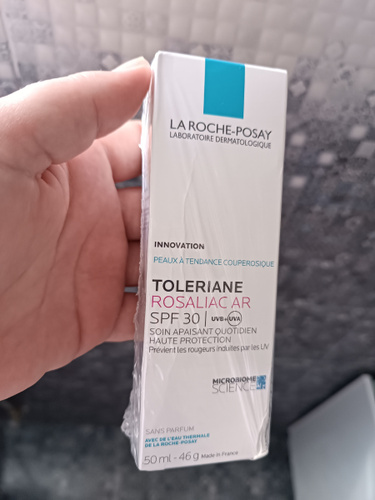 LA ROCHE-POSAY
LABORATOIRE DERMATOLOGIQUE
INNOVATION
PEAUX À TENDANCE COUPEROSIQUE
TOLERIANE
ROSALIAC AR
SPF 30 | UVB+UVA
SOIN APAISANT QUOTIDIEN
HAUTE PROTECTION
Prévient les rougeurs induites par les UV
MICROBIOME
SCIENCE
SANS PARFUM
AVEC DE L'EAU THERMALE
DE LA ROCHE-POSAY
50 ml - 46 g Made in France